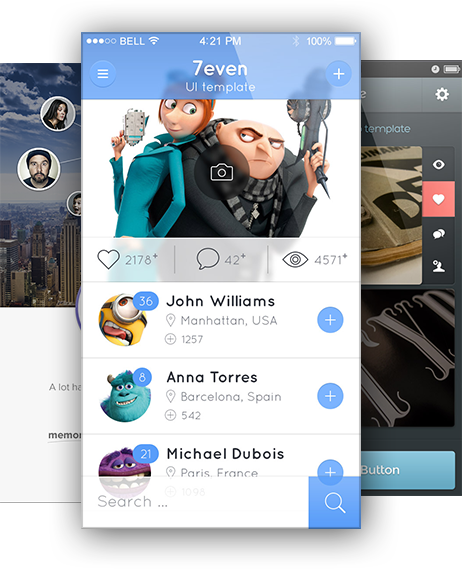 BELL 4:21 PM 100%
7even
UI template
2178+
42+
4571+
36
John Williams
Manhattan, USA
1257
8
Anna Torres
Barcelona, Spain
542
21
Michael Dubois
Paris, France
1098
Search ...
A lot ha
memor
template
Button